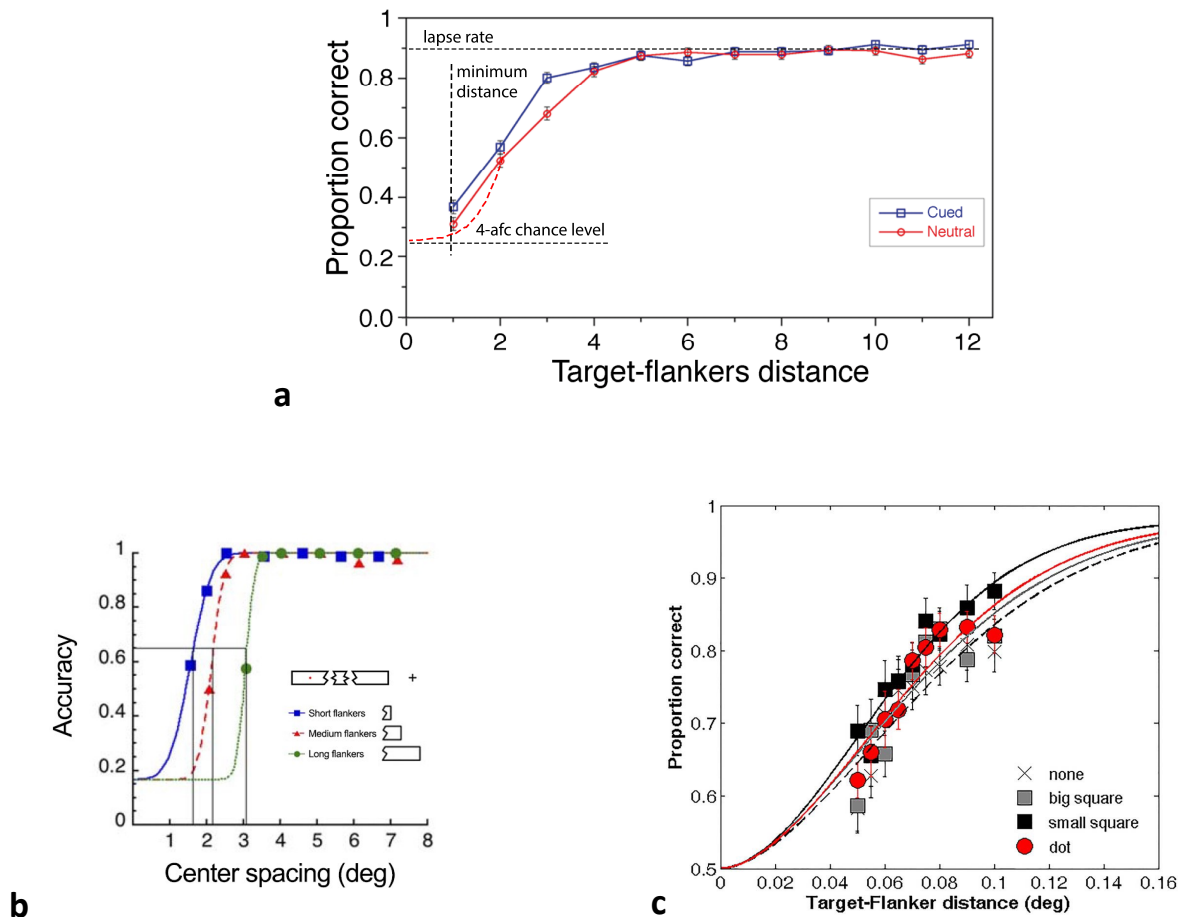 1
0.8
0.6
0.4
0.2
0.0
Proportion correct
lapse rate
minimum
distance
4-afc chance level
Cued
Neutral
0 2 4 6 8 10 12
Target-flankers distance
a
1
0.8
0.6
0.4
0.2
0
Accuracy
+
Short flankers
Medium flankers
Long flankers
1 2 3 4 5 6 7 8
Center spacing (deg)
b
1
0.9
0.8
0.7
0.6
0.5
Proportion correct
none
big square
small square
dot
0 0.02 0.04 0.06 0.08 0.1 0.12 0.14 0.16
Target-Flanker distance (deg)
c